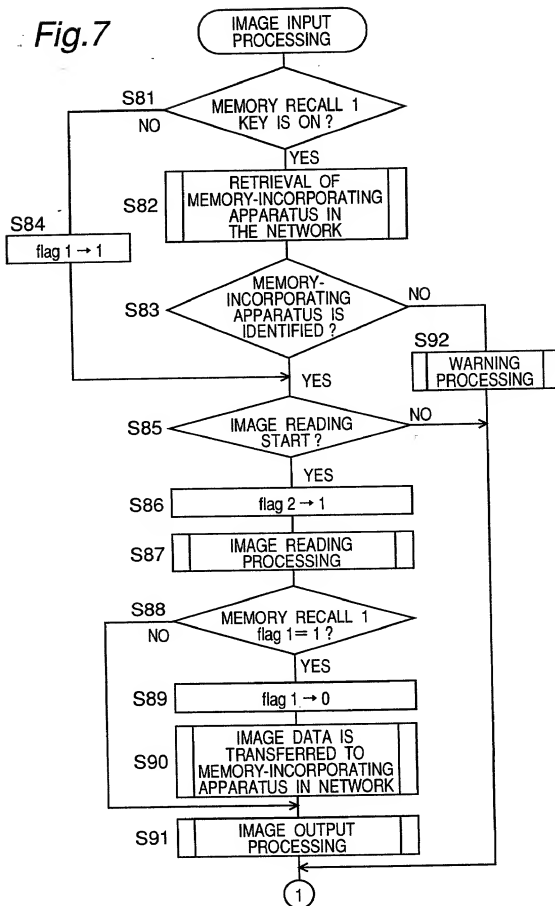 Fig.7
IMAGE INPUT
PROCESSING
S81
MEMORY RECALL 1
KEY IS ON ?
NO
YES
S82
RETRIEVAL OF
MEMORY-INCORPORATING
APPARATUS IN
THE NETWORK
S84
flag 1 → 1
S83
MEMORY-
INCORPORATING
APPARATUS IS
IDENTIFIED ?
NO
YES
S92
WARNING
PROCESSING
S85
IMAGE READING
START ?
NO
YES
S86
flag 2 → 1
S87
IMAGE READING
PROCESSING
S88
MEMORY RECALL 1
flag 1 = 1 ?
NO
YES
S89
flag 1 → 0
S90
IMAGE DATA IS
TRANSFERRED TO
MEMORY-INCORPORATING
APPARATUS IN NETWORK
S91
IMAGE OUTPUT
PROCESSING
1